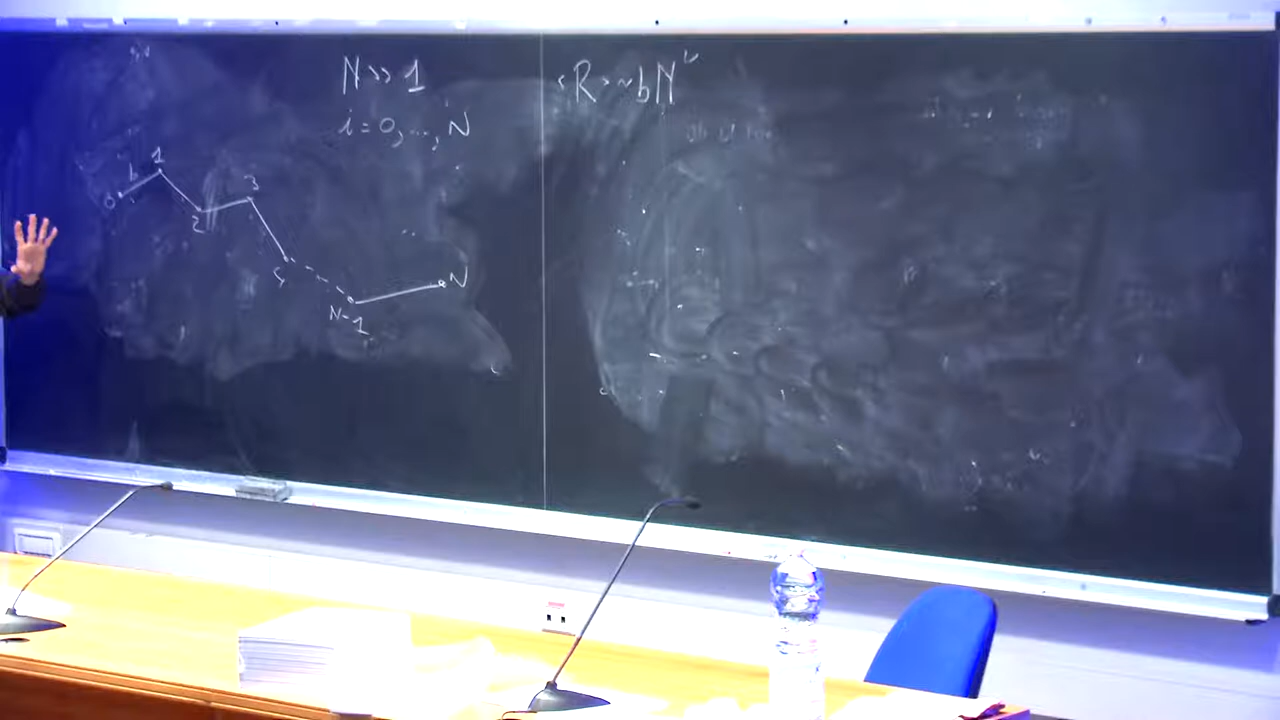 N >> 1
i = 0, ..., N
<R> ~ bN^ν
b
0
1
2
3
N-1
N